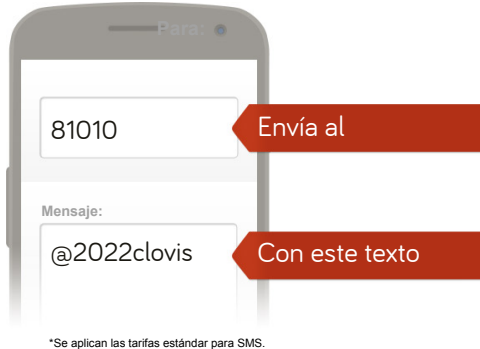 Para:
81010
Envía al
Mensaje:
@2022clovis
Con este texto
*Se aplican las tarifas estándar para SMS.